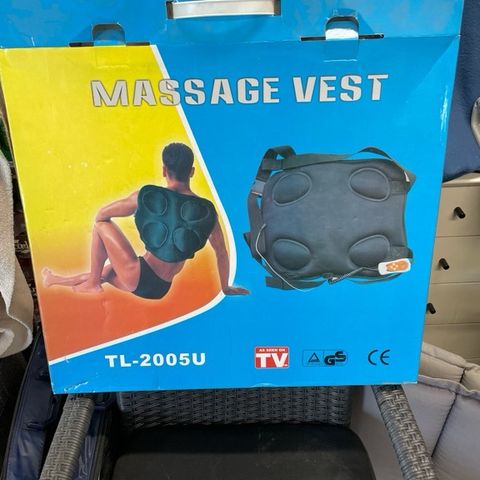 MASSAGE VEST
TL-2005U
AS SEEN ON
TV
GS
CE